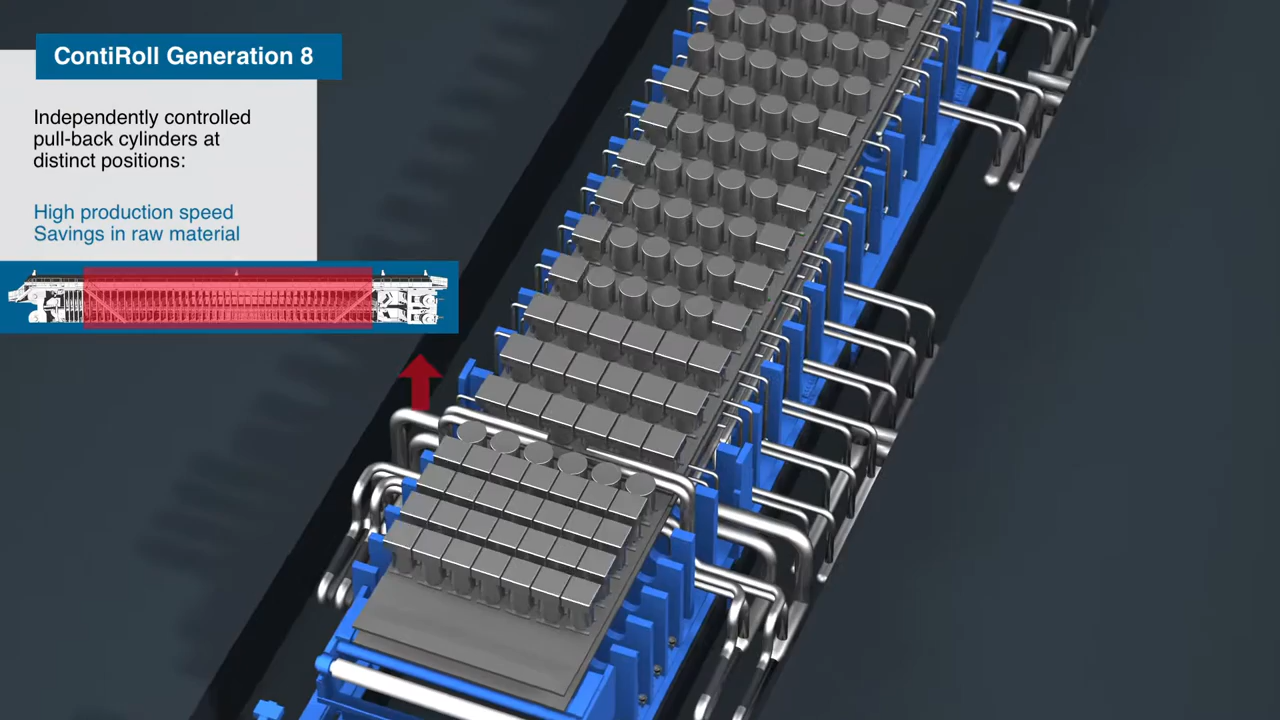 ContiRoll Generation 8
Independently controlled
pull-back cylinders at
distinct positions:
High production speed
Savings in raw material